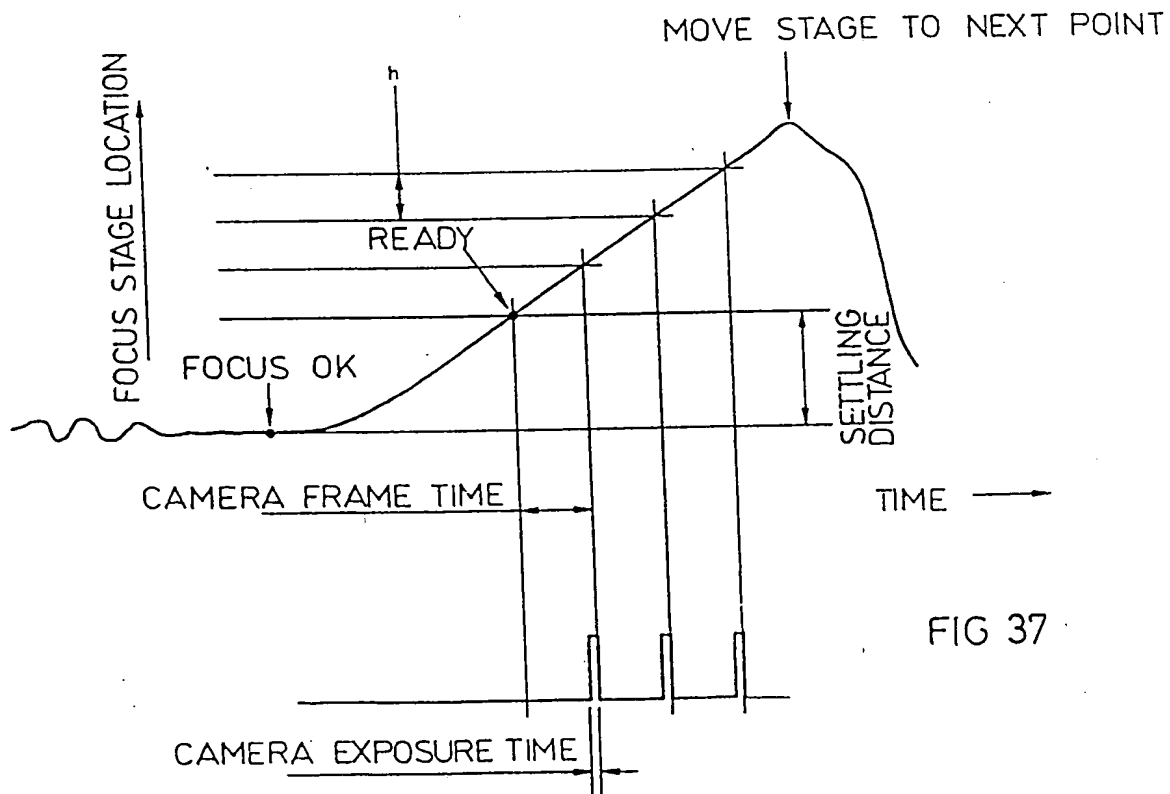 MOVE STAGE TO NEXT POINT
h
FOCUS STAGE LOCATION
READY
FOCUS OK
SETTLING
DISTANCE
CAMERA FRAME TIME
TIME
FIG 37
CAMERA EXPOSURE TIME